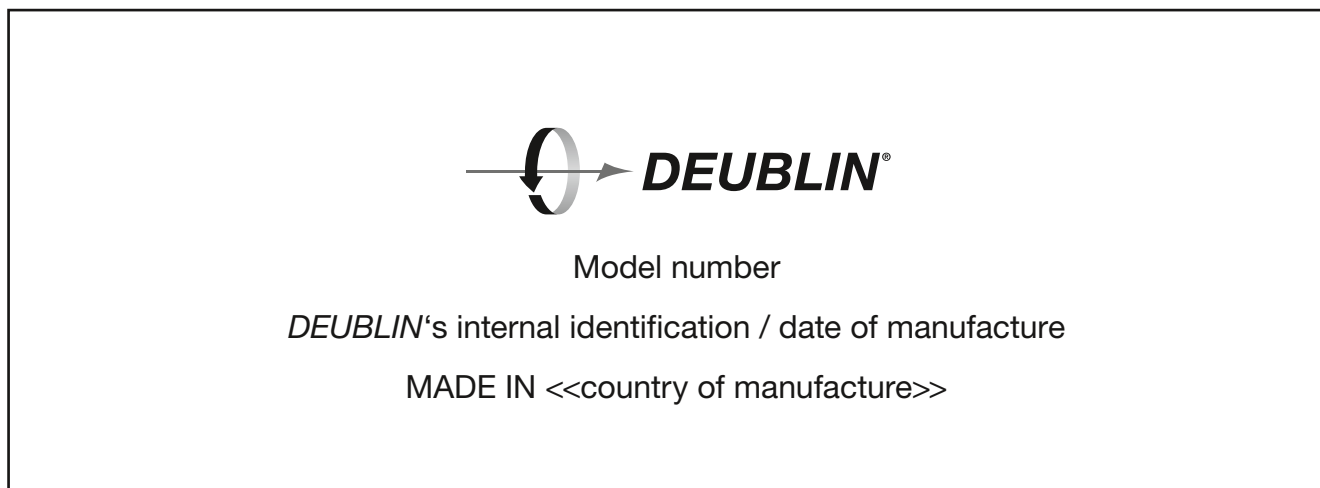 DEUBLIN®
Model number
DEUBLIN‘s internal identification / date of manufacture
MADE IN <<country of manufacture>>